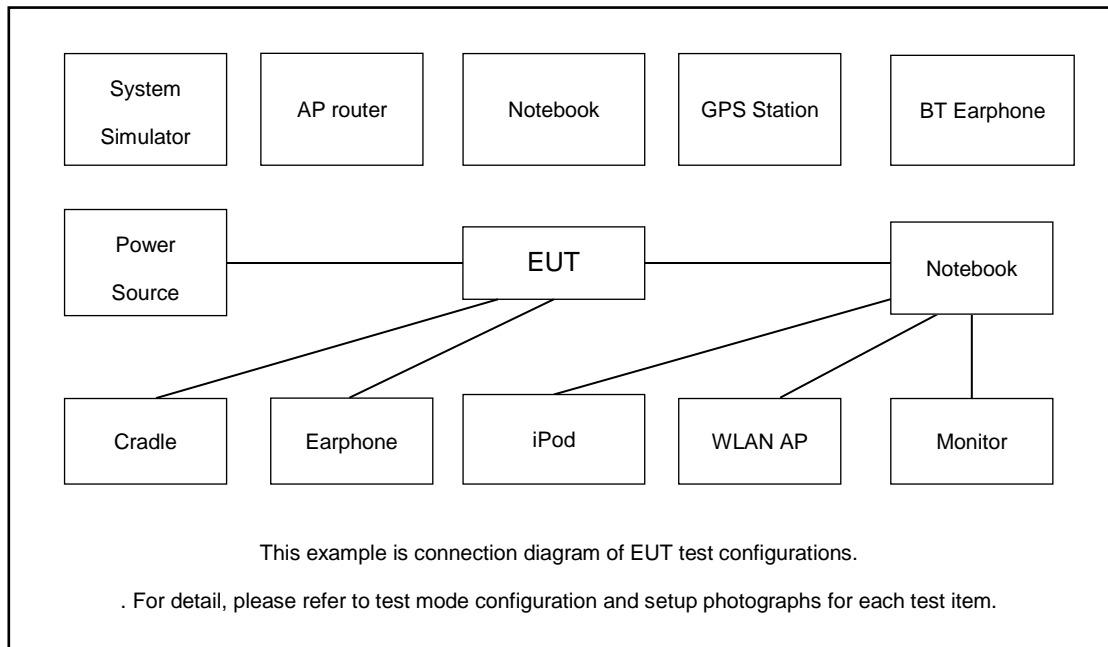 System
Simulator
AP router
Notebook
GPS Station
BT Earphone
Power
Source
EUT
Notebook
Cradle
Earphone
iPod
WLAN AP
Monitor
This example is connection diagram of EUT test configurations.
. For detail, please refer to test mode configuration and setup photographs for each test item.